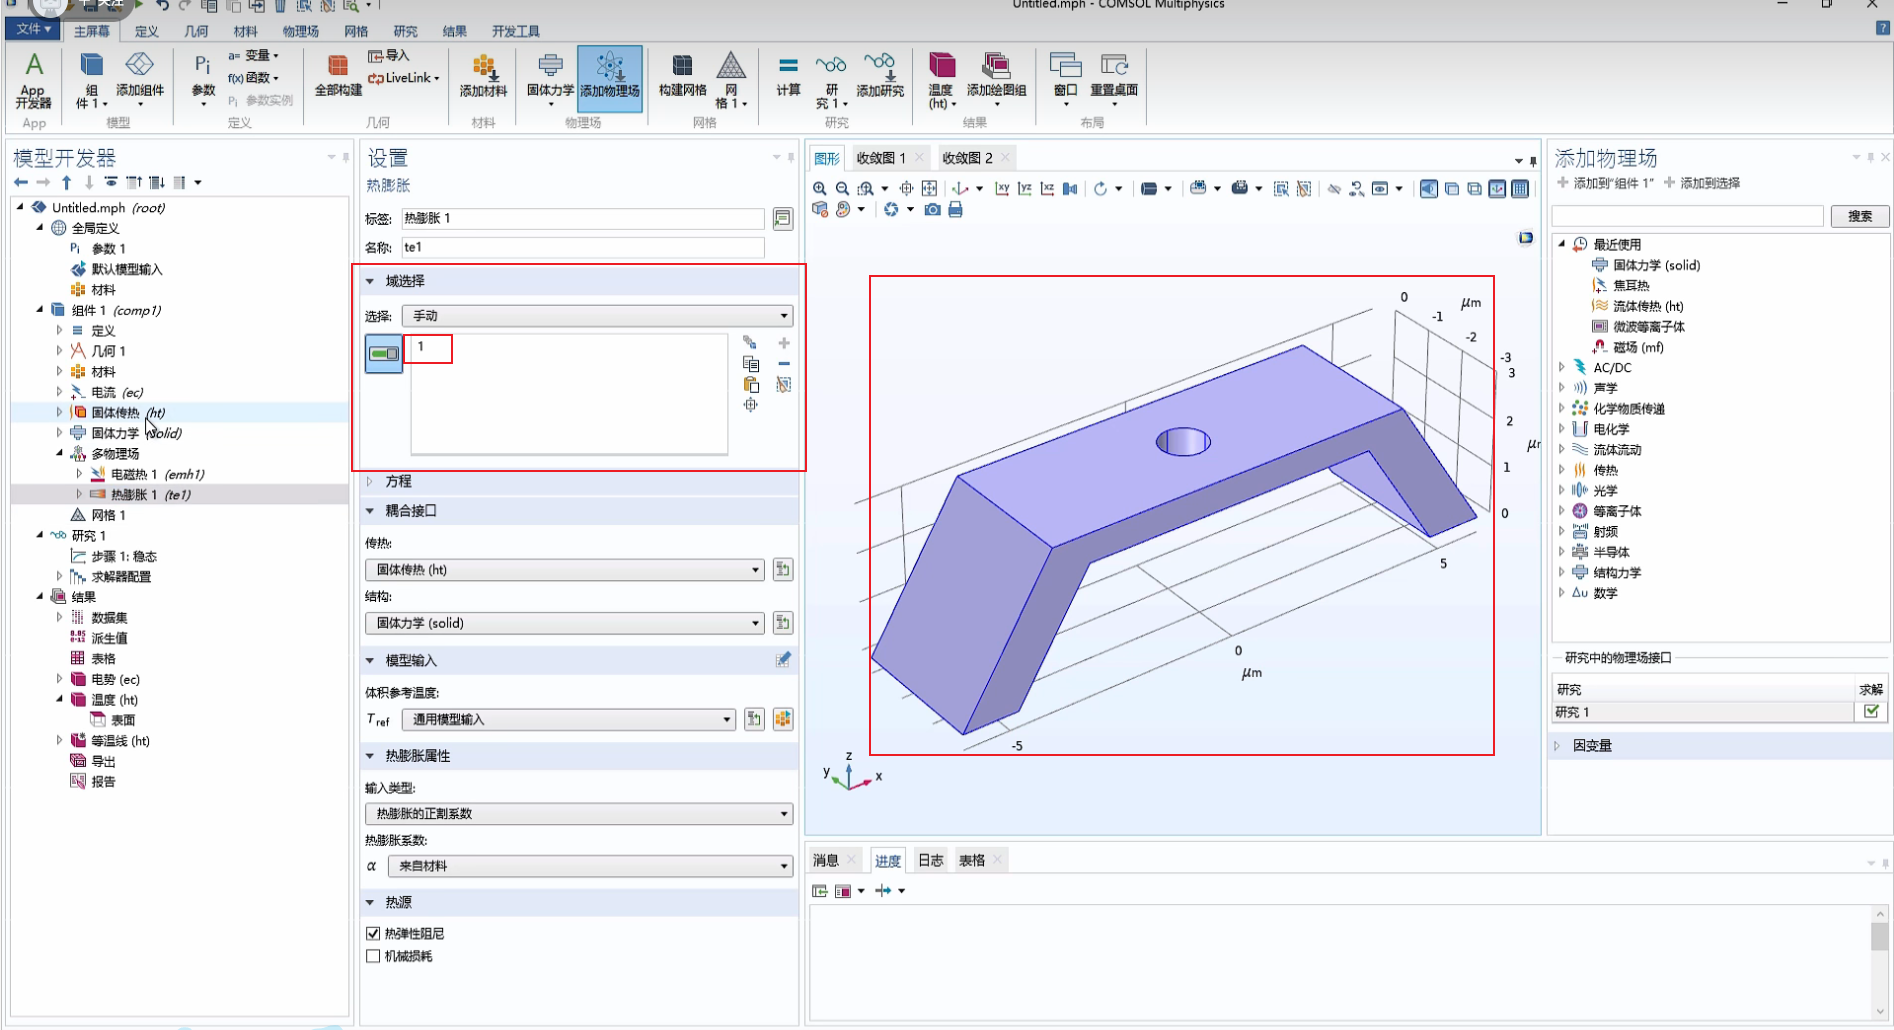 关注
Untitled.mph - COMSOL Multiphysics
文件 主屏幕 定义 几何 材料 物理场 网格 研究 结果 开发工具
App 开发器
组件 1 添加组件
参数
a= 变量
f(x) 函数
Pi 参数实例
全部构建
导入
LiveLink
添加材料
固体力学 添加物理场
构建网格 网格 1
计算 研究 1 添加研究
温度 (ht) 添加绘图组
窗口 重置桌面
App 模型 定义 几何 材料 物理场 网格 研究 结果 布局
模型开发器
Untitled.mph (root)
全局定义
Pi 参数 1
默认模型输入
材料
组件 1 (comp1)
定义
几何 1
材料
电流 (ec)
固体传热 (ht)
固体力学 (solid)
多物理场
电磁热 1 (emh1)
热膨胀 1 (te1)
网格 1
研究 1
步骤 1: 稳态
求解器配置
结果
数据集
派生值
表格
电势 (ec)
温度 (ht)
表面
等温线 (ht)
导出
报告
设置
热膨胀
标签: 热膨胀 1
名称: te1
域选择
选择: 手动
1
方程
耦合接口
传热:
固体传热 (ht)
结构:
固体力学 (solid)
模型输入
体积参考温度:
Tref 通用模型输入
热膨胀属性
输入类型:
热膨胀的正割系数
热膨胀系数:
α 来自材料
热源
热弹性阻尼
机械损耗
图形 收敛图 1 收敛图 2
xy yz xz
0 μm
-1
-2
-3
3
2
μm
1
0
5
0
μm
-5
z
y x
消息 进度 日志 表格
添加物理场
添加到"组件 1" 添加到选择
搜索
最近使用
固体力学 (solid)
焦耳热
流体传热 (ht)
微波等离子体
磁场 (mf)
AC/DC
声学
化学物质传递
电化学
流体流动
传热
光学
等离子体
射频
半导体
结构力学
Δu 数学
研究中的物理场接口
研究 求解
研究 1
因变量